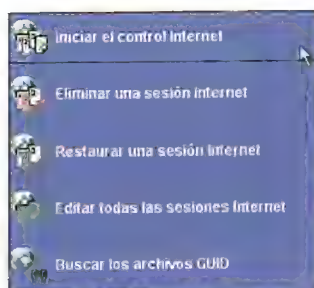 Iniciar el control Internet
Eliminar una sesión Internet
Restaurar una sesión Internet
Editar todas las sesiones Internet
Buscar los archivos GUID